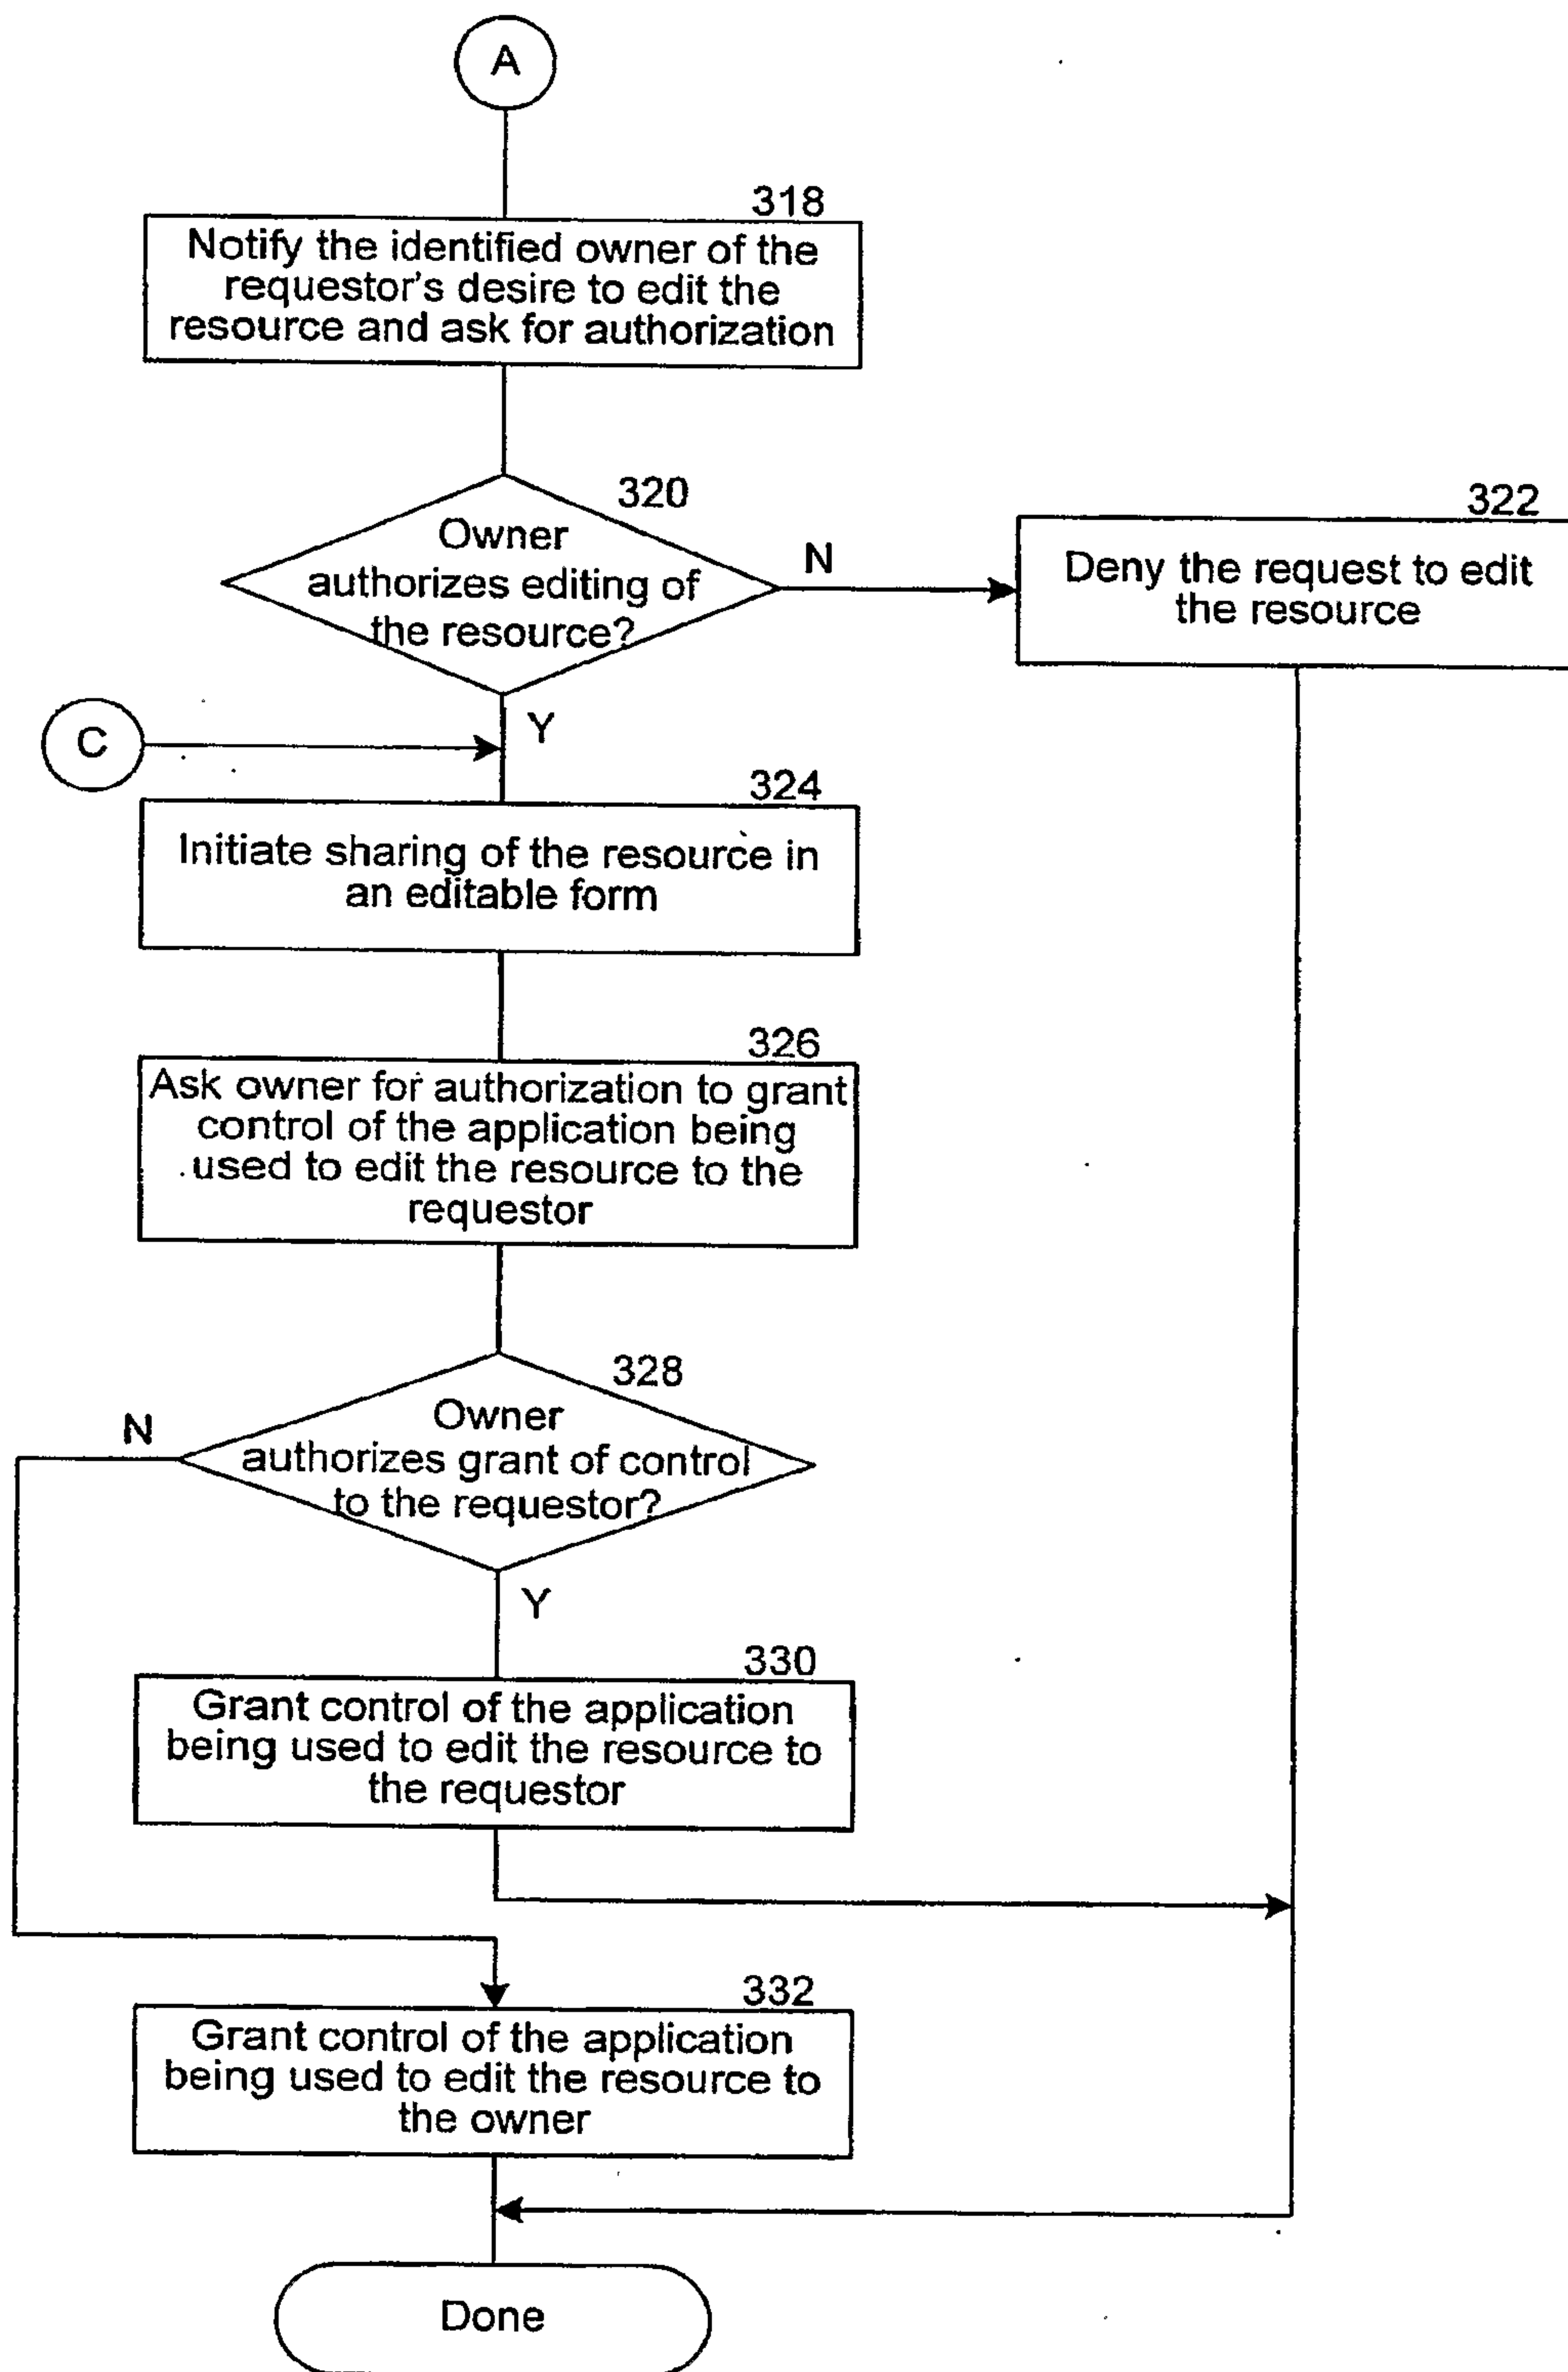 A
318
Notify the identified owner of the
requestor's desire to edit the
resource and ask for authorization
320
Owner
authorizes editing of
the resource?
N
322
Deny the request to edit
the resource
Y
C
324
Initiate sharing of the resource in
an editable form
326
Ask owner for authorization to grant
control of the application being
used to edit the resource to the
requestor
328
Owner
authorizes grant of control
to the requestor?
N
Y
330
Grant control of the application
being used to edit the resource to
the requestor
332
Grant control of the application
being used to edit the resource to
the owner
Done